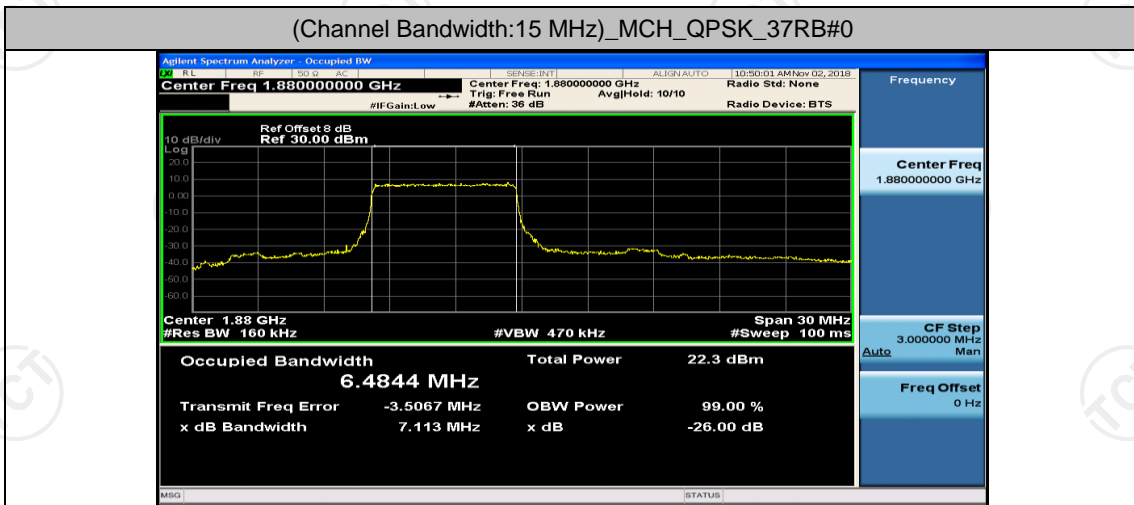 (Channel Bandwidth:15 MHz)_MCH_QPSK_37RB#0
Agilent Spectrum Analyzer - Occupied BW
LXI RL RF 50 Ω AC SENSE:INT ALIGN AUTO 10:50:01 AM Nov 02, 2018
Center Freq 1.880000000 GHz
Center Freq: 1.880000000 GHz
Radio Std: None
Trig: Free Run Avg|Hold: 10/10
#IFGain:Low #Atten: 36 dB Radio Device: BTS
Frequency
Ref Offset 8 dB
10 dB/div Ref 30.00 dBm
Log
20.0
10.0
0.00
-10.0
-20.0
-30.0
-40.0
-50.0
-60.0
Center Freq
1.880000000 GHz
Center 1.88 GHz Span 30 MHz
#Res BW 160 kHz #VBW 470 kHz #Sweep 100 ms
CF Step
3.000000 MHz
Auto Man
Occupied Bandwidth Total Power 22.3 dBm
6.4844 MHz
Transmit Freq Error -3.5067 MHz OBW Power 99.00 %
x dB Bandwidth 7.113 MHz x dB -26.00 dB
Freq Offset
0 Hz
MSG STATUS
TCT
TCT